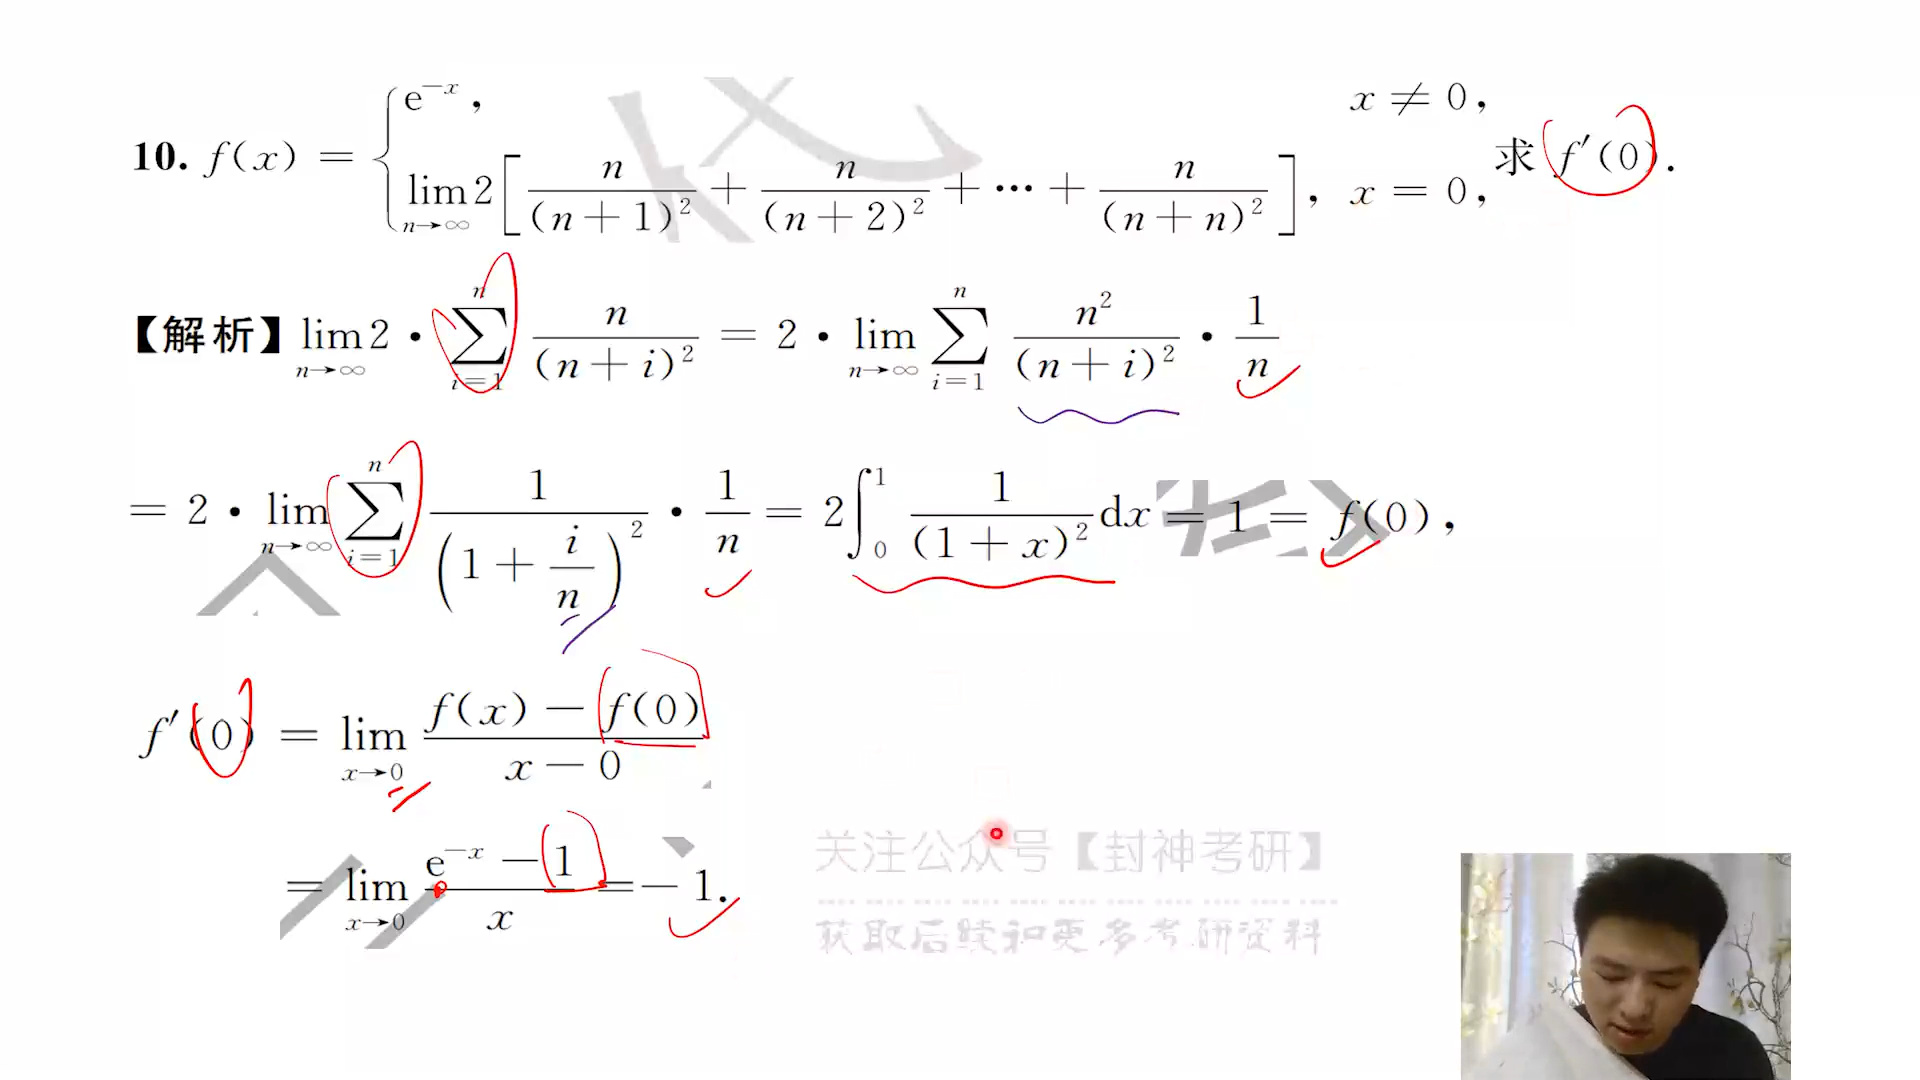 10. f(x) = { e^{-x}, x ≠ 0,
lim_{n→∞} 2[ n/(n+1)² + n/(n+2)² + ··· + n/(n+n)² ], x = 0, 求 f′(0).
【解析】 lim_{n→∞} 2 · ∑_{i=1}^{n} n/(n+i)² = 2 · lim_{n→∞} ∑_{i=1}^{n} n²/(n+i)² · 1/n
= 2 · lim_{n→∞} ∑_{i=1}^{n} 1/(1+i/n)² · 1/n = 2∫_0^1 1/(1+x)² dx = 1 = f(0),
f′(0) = lim_{x→0} (f(x) − f(0))/(x − 0)
= lim_{x→0} (e^{-x} − 1)/x = −1.
关注公众号【封神考研】
获取后续和更多考研资料